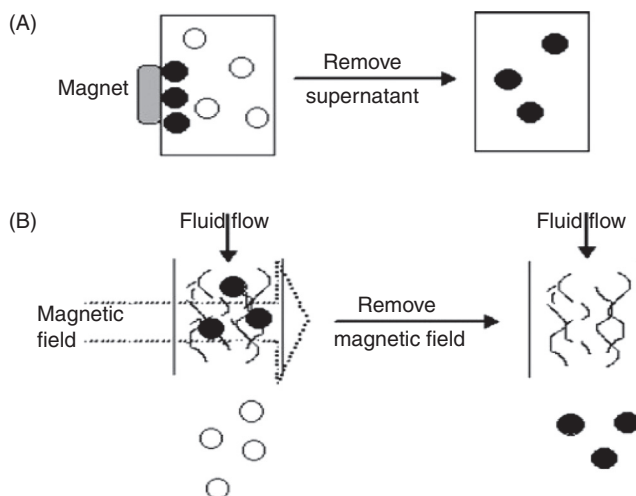 (A)
Magnet
Remove
supernatant
(B)
Fluid flow
Magnetic
field
Remove
magnetic field
Fluid flow